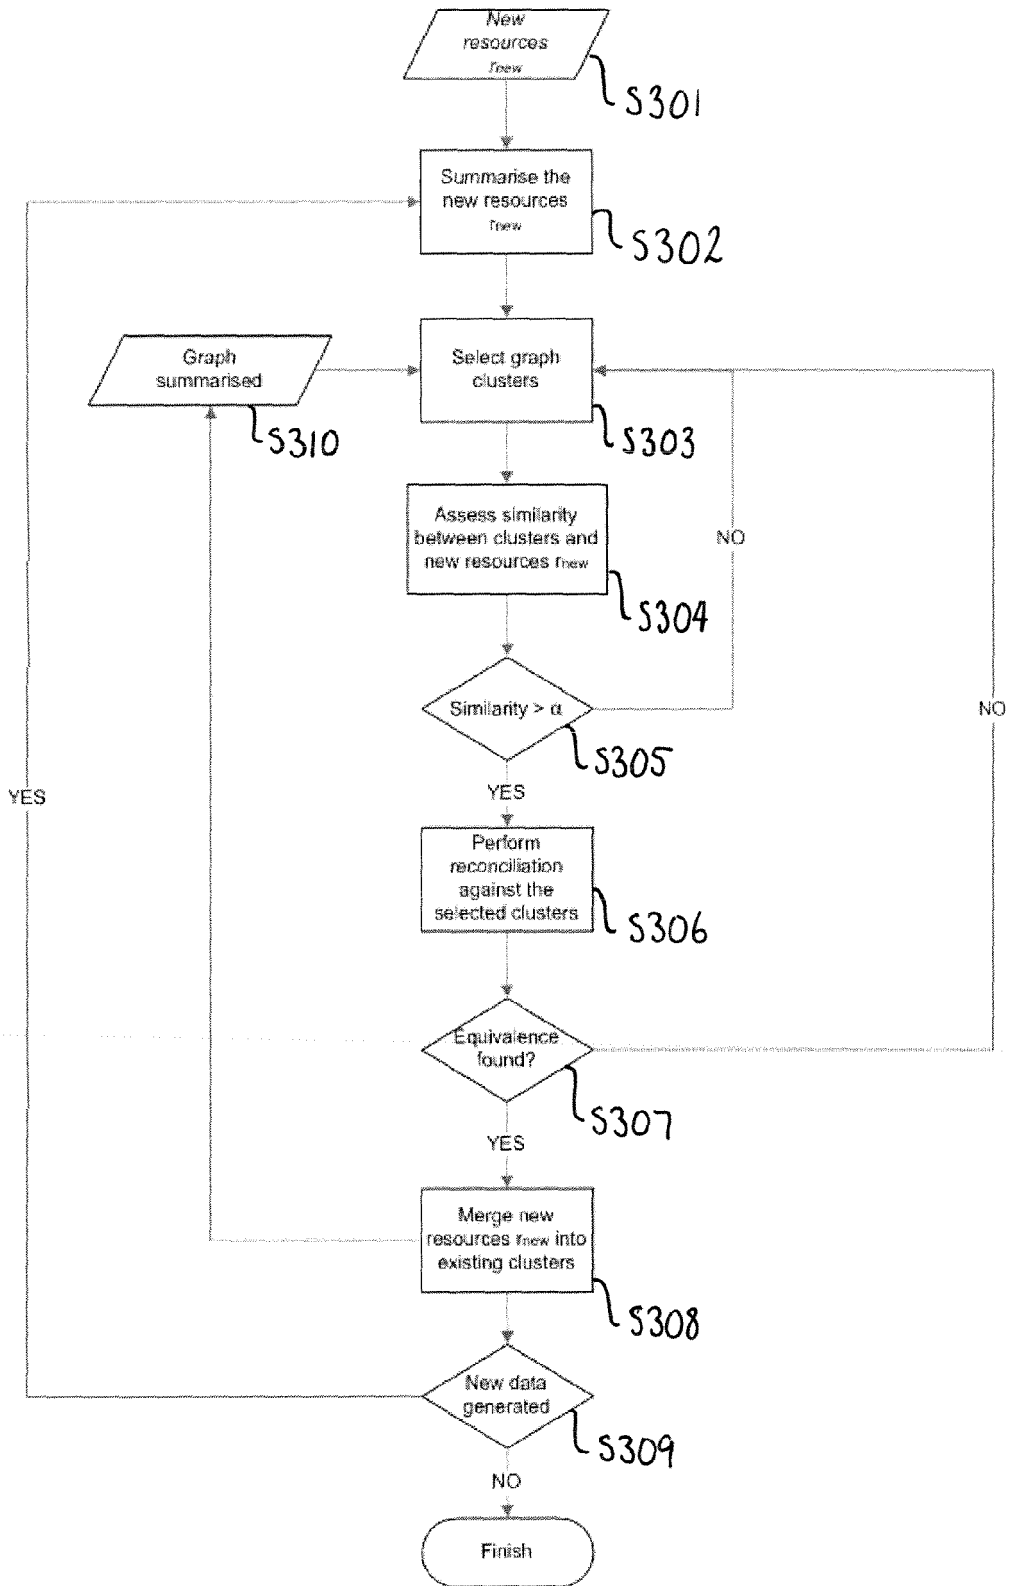 New
resources
rnew
S301
Summarise the
new resources
rnew
S302
Graph
summarised
S310
Select graph
clusters
S303
Assess similarity
between clusters and
new resources rnew
S304
NO
Similarity > α
S305
NO
YES
YES
Perform
reconciliation
against the
selected clusters
S306
Equivalence
found?
S307
YES
Merge new
resources rnew into
existing clusters
S308
New data
generated
S309
NO
Finish